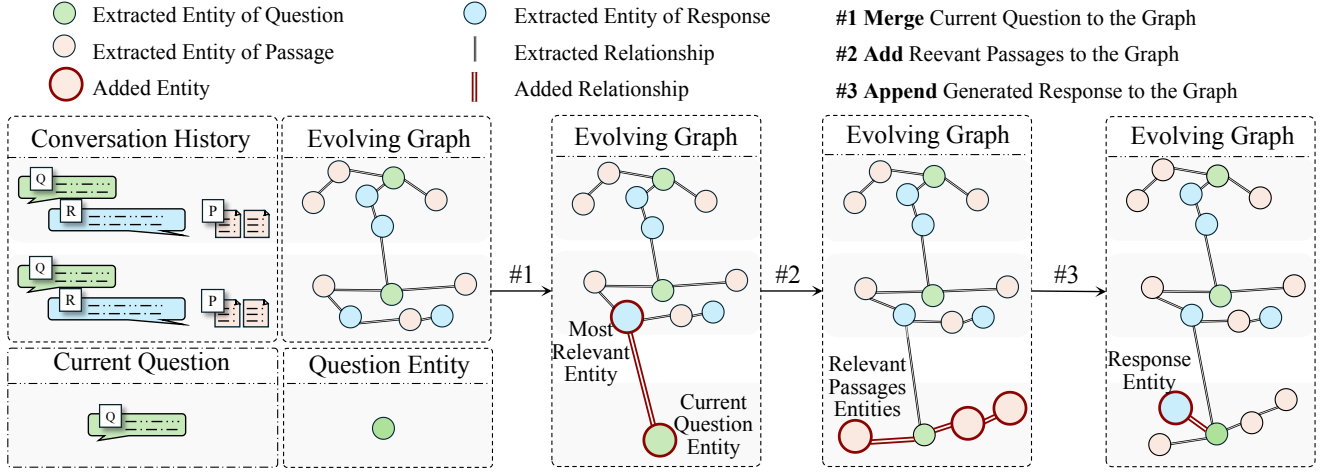 Extracted Entity of Question
Extracted Entity of Response
#1 Merge Current Question to the Graph
Extracted Entity of Passage
Extracted Relationship
#2 Add Reevant Passages to the Graph
Added Entity
Added Relationship
#3 Append Generated Response to the Graph
Conversation History
Evolving Graph
Evolving Graph
Evolving Graph
Evolving Graph
Q
R
P
Q
R
P
#1
#2
#3
Most
Relevant
Entity
Current
Question
Entity
Relevant
Passages
Entities
Response
Entity
Current Question
Question Entity
Q